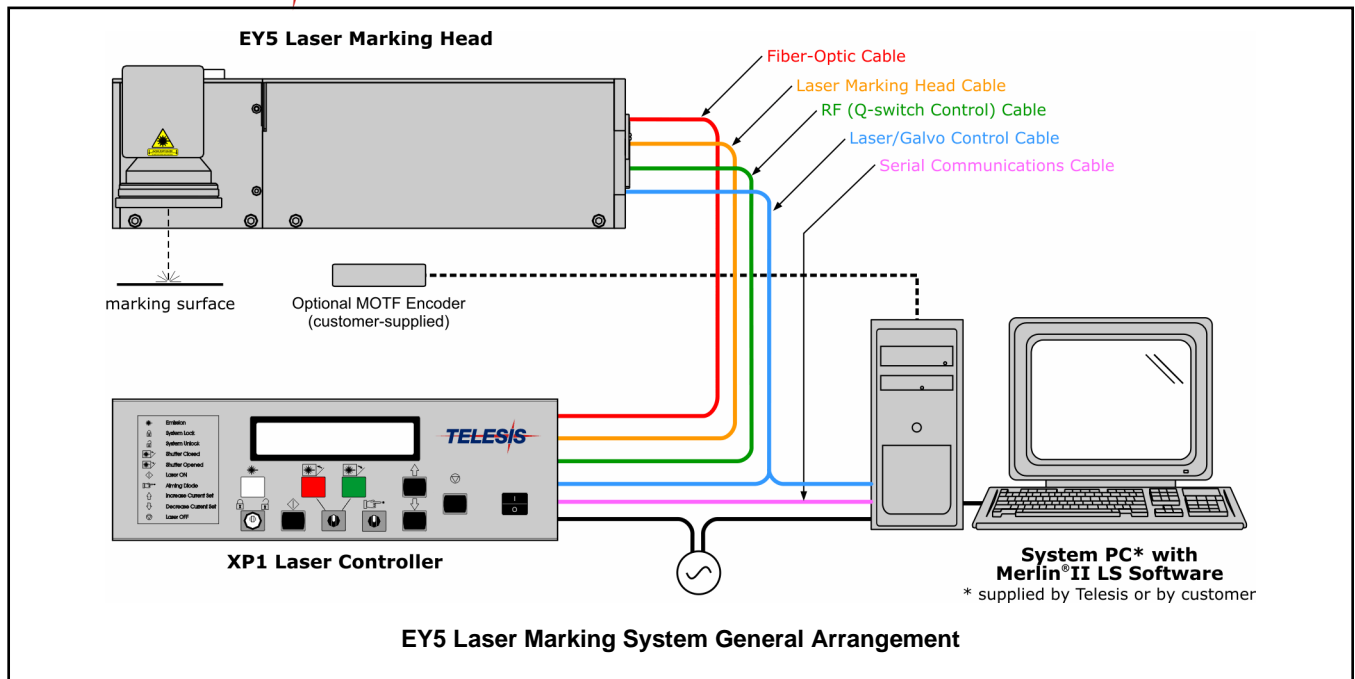 EY5 Laser Marking Head
Fiber-Optic Cable
Laser Marking Head Cable
RF (Q-switch Control) Cable
Laser/Galvo Control Cable
Serial Communications Cable
marking surface
Optional MOTF Encoder
(customer-supplied)
Emission
System Lock
System Unlock
Shutter Closed
Shutter Opened
Laser ON
Aiming Diode
Increase Current Set
Decrease Current Set
Laser OFF
TELESIS
I
O
XP1 Laser Controller
System PC* with
Merlin®II LS Software
* supplied by Telesis or by customer
EY5 Laser Marking System General Arrangement